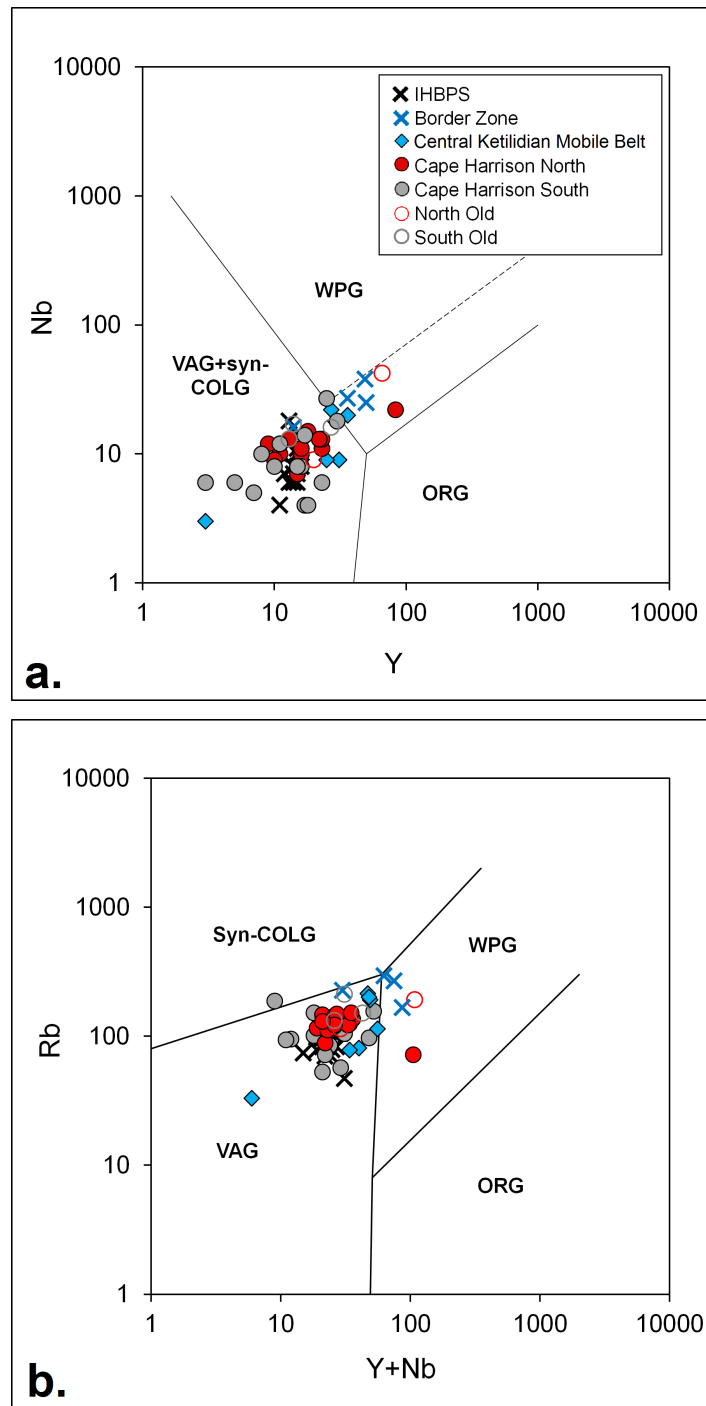 10000
1000
100
10
1
Nb
IHBPS
Border Zone
Central Ketilidian Mobile Belt
Cape Harrison North
Cape Harrison South
North Old
South Old
WPG
VAG+syn-
COLG
ORG
1 10 100 1000 10000
Y
a.
10000
1000
100
10
1
Rb
Syn-COLG
WPG
VAG
ORG
1 10 100 1000 10000
Y+Nb
b.